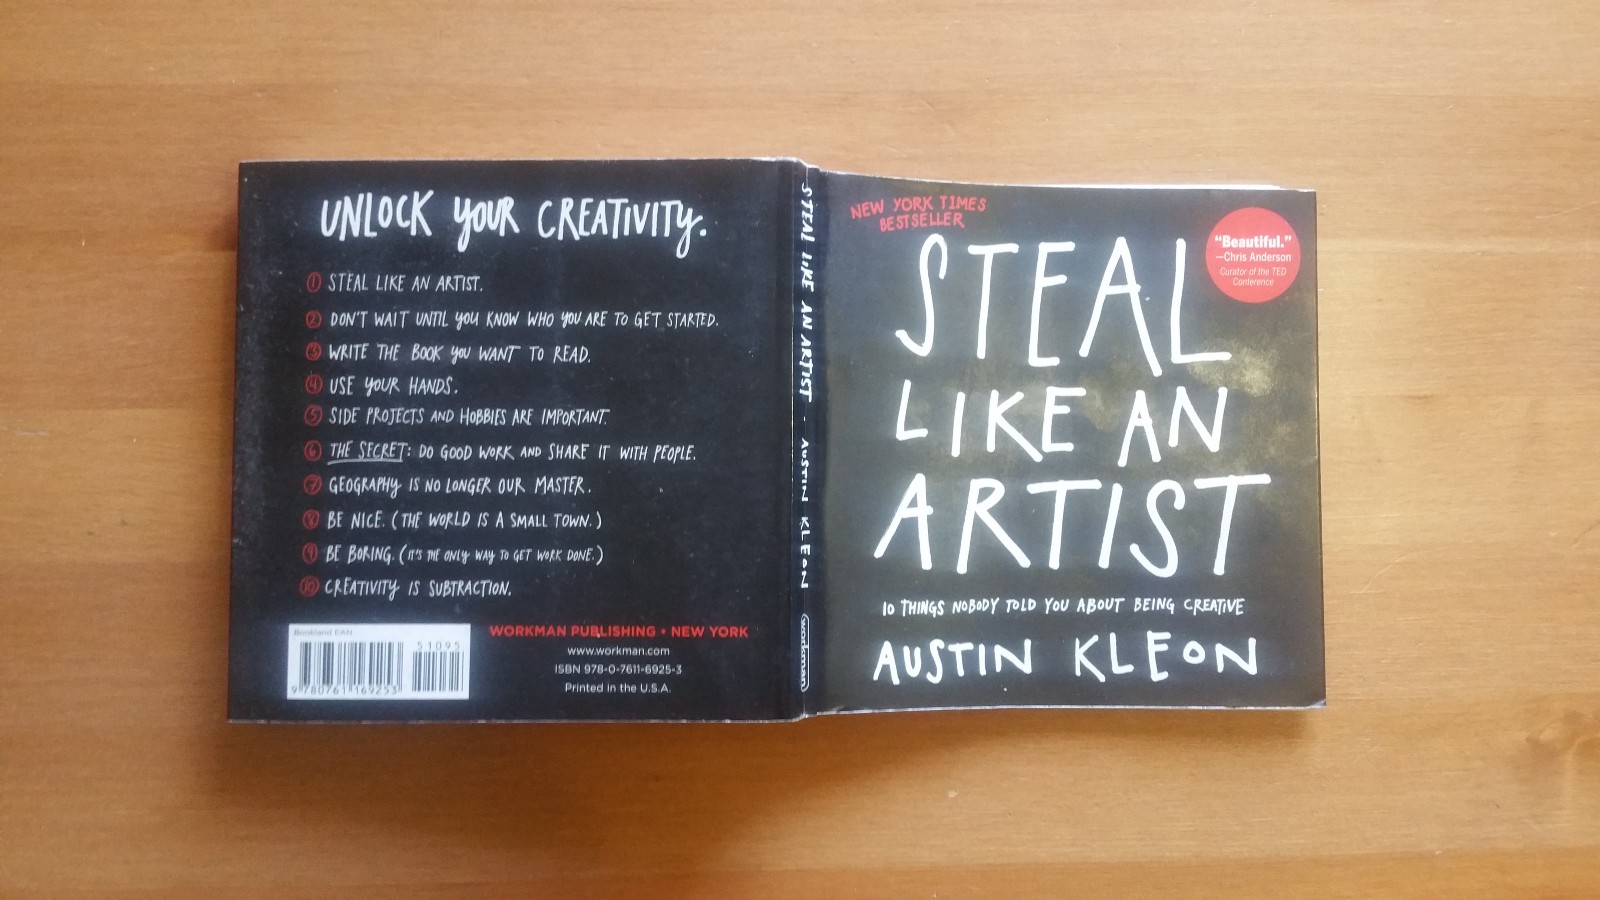 UNLOCK YOUR CREATIVITY.
1 STEAL LIKE AN ARTIST.
2 DON'T WAIT UNTIL YOU KNOW WHO YOU ARE TO GET STARTED.
3 WRITE THE BOOK YOU WANT TO READ.
4 USE YOUR HANDS.
5 SIDE PROJECTS AND HOBBIES ARE IMPORTANT.
6 THE SECRET: DO GOOD WORK AND SHARE IT WITH PEOPLE.
7 GEOGRAPHY IS NO LONGER OUR MASTER.
8 BE NICE. (THE WORLD IS A SMALL TOWN.)
9 BE BORING. (IT'S THE ONLY WAY TO GET WORK DONE.)
10 CREATIVITY IS SUBTRACTION.
Bookland EAN
51095
9 780761 169253
WORKMAN PUBLISHING • NEW YORK
www.workman.com
ISBN 978-0-7611-6925-3
Printed in the U.S.A.
STEAL LIKE AN ARTIST - AUSTIN KLEON workman
NEW YORK TIMES
BESTSELLER
"Beautiful."
—Chris Anderson
Curator of the TED
Conference
STEAL
LIKE AN
ARTIST
10 THINGS NOBODY TOLD YOU ABOUT BEING CREATIVE
AUSTIN KLEON